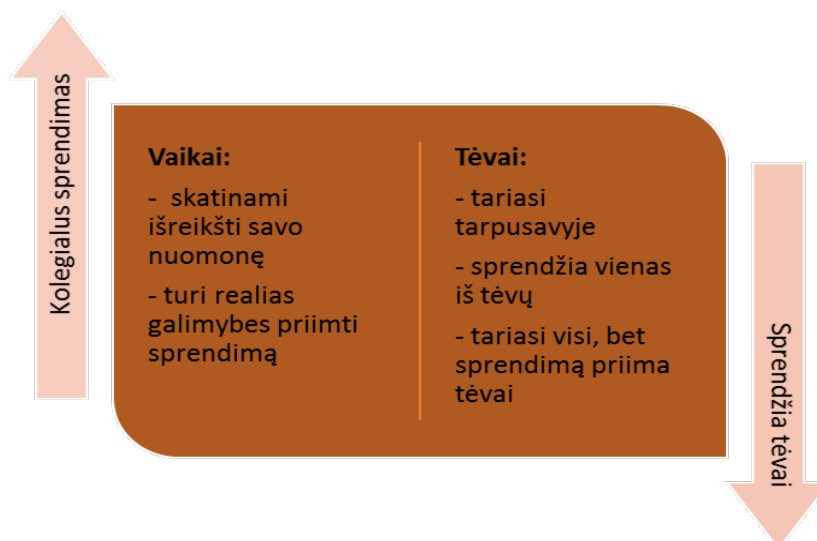 Kolegialus sprendimas
Vaikai:
- skatinami
išreikšti savo
nuomonę
- turi realias
galimybes priimti
sprendimą
Tėvai:
- tariasi
tarpusavyje
- sprendžia vienas
iš tėvų
- tariasi visi, bet
sprendimą priima
tėvai
Sprendžia tėvai